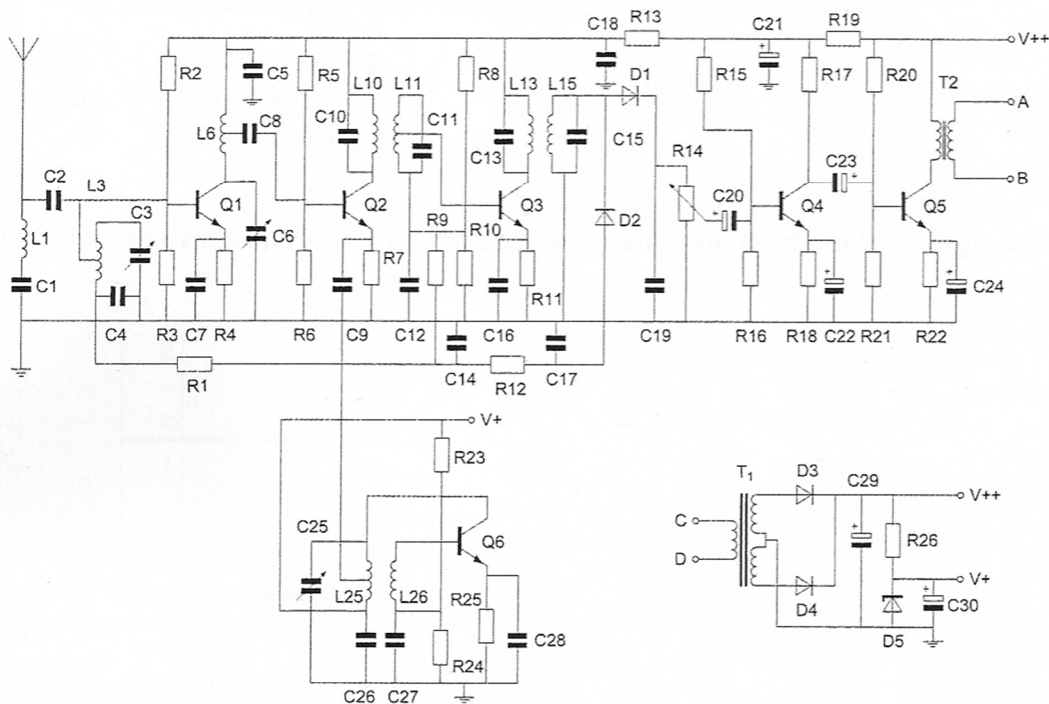 C18 R13 C21 R19
V++
R2 C5 R5 L10 L11 R8 L13 L15 D1 R15 R17 R20 T2
C8 C10 C11 C15 A
L6 C13 R14 C23
C2 L3 C20 B
C3 Q1 Q2 R9 Q3 D2 Q4 Q5
L1 C6 R10
R7
C1 R11 C24
C4 R3 C7 R4 R6 C9 C12 C16 C19 R16 R18 C22 R21 R22
R1 C14 R12 C17
V+
R23
T1 D3 C29 V++
C25 Q6 C
R26
D
L25 L26 R25 D4 V+
C30
C28 D5
R24
C26 C27